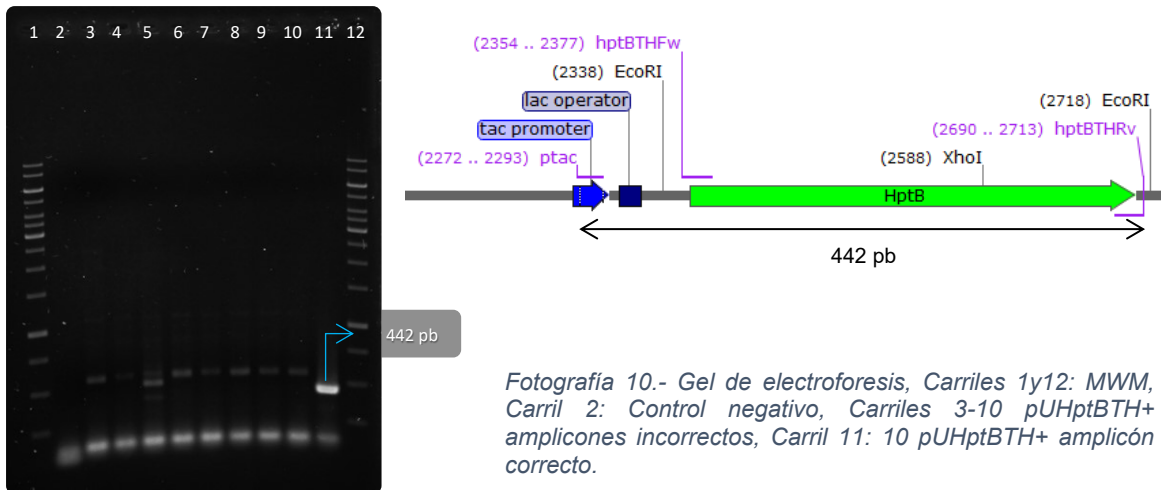 1 2 3 4 5 6 7 8 9 10 11 12
442 pb
(2354 .. 2377) hptBTHFw
(2338) EcoRI
(2718) EcoRI
lac operator
(2690 .. 2713) hptBTHRv
tac promoter
(2272 .. 2293) ptac
(2588) XhoI
HptB
442 pb
Fotografía 10.- Gel de electroforesis, Carriles 1y12: MWM,
Carril 2: Control negativo, Carriles 3-10 pUHptBTH+
amplicones incorrectos, Carril 11: 10 pUHptBTH+ amplicón
correcto.